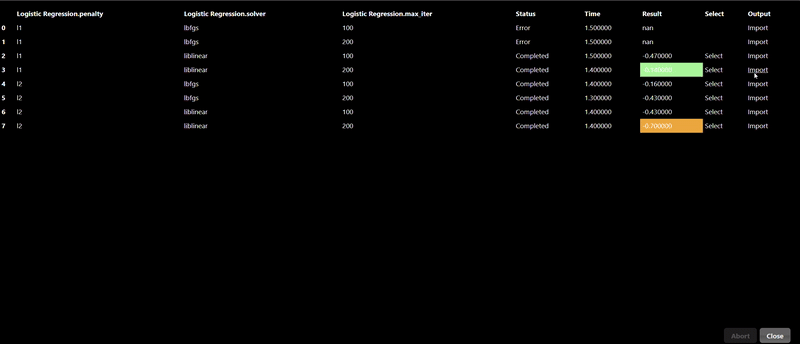 Logistic Regression.penalty Logistic Regression.solver Logistic Regression.max_iter Status Time Result Select Output
0 l1 lbfgs 100 Error 1.500000 nan Import
1 l1 lbfgs 200 Error 1.500000 nan Import
2 l1 liblinear 100 Completed 1.500000 -0.470000 Select Import
3 l1 liblinear 200 Completed 1.400000 Select Import
4 l2 lbfgs 100 Completed 1.400000 -0.160000 Select Import
5 l2 lbfgs 200 Completed 1.300000 -0.430000 Select Import
6 l2 liblinear 100 Completed 1.400000 -0.430000 Select Import
7 l2 liblinear 200 Completed 1.400000 -0.700000 Select Import
Abort Close